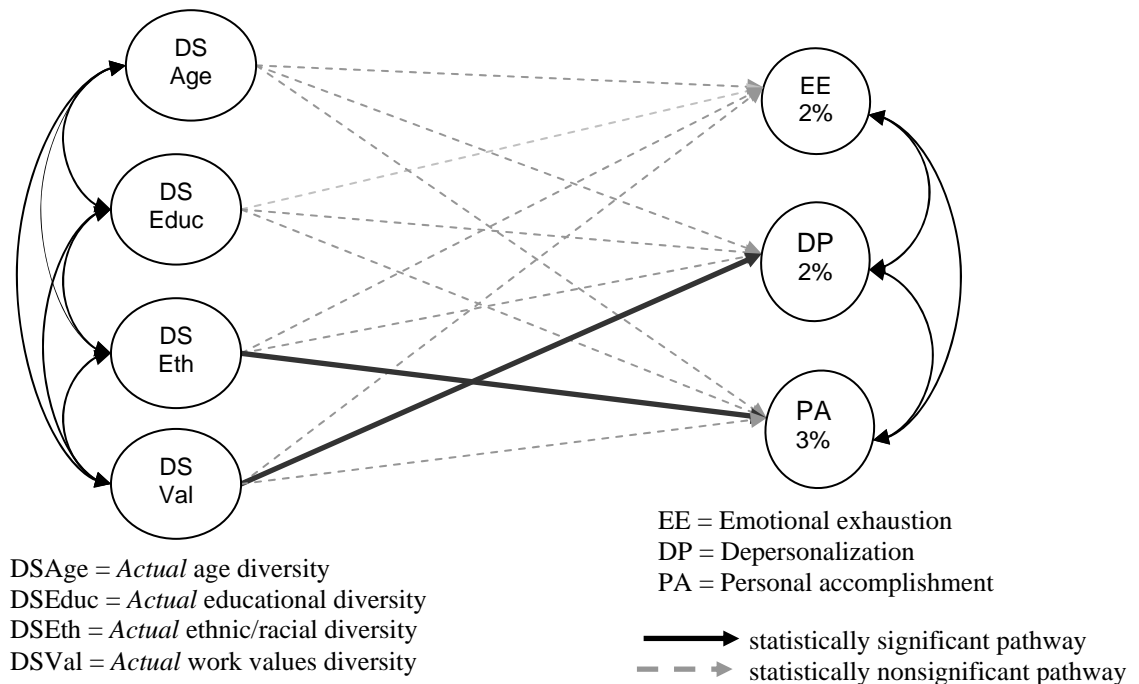 DS
Age
DS
Educ
DS
Eth
DS
Val
EE
2%
DP
2%
PA
3%
EE = Emotional exhaustion
DP = Depersonalization
PA = Personal accomplishment
DSAge = Actual age diversity
DSEduc = Actual educational diversity
DSEth = Actual ethnic/racial diversity
DSVal = Actual work values diversity
statistically significant pathway
statistically nonsignificant pathway